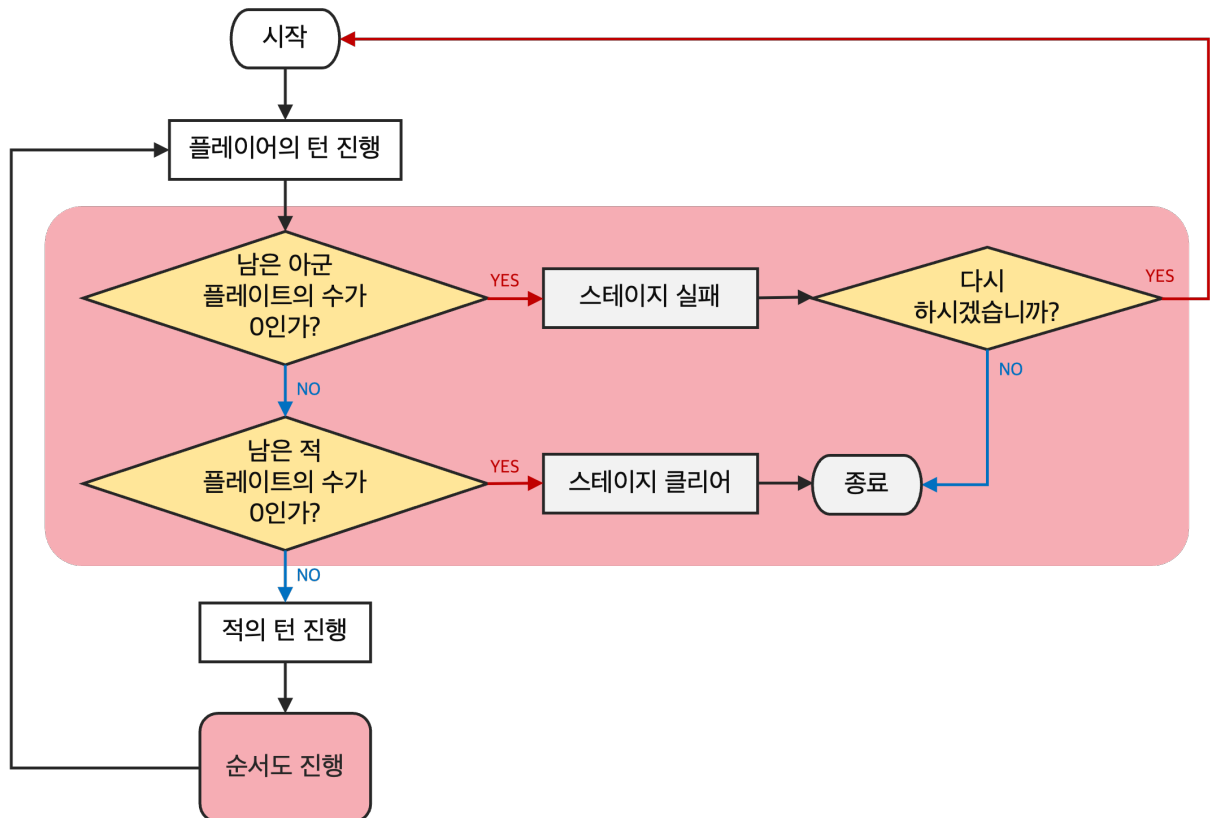 시작
플레이어의 턴 진행
남은 아군
플레이트의 수가
0인가?
YES
스테이지 실패
다시
하시겠습니까?
YES
NO
NO
남은 적
플레이트의 수가
0인가?
YES
스테이지 클리어
종료
NO
적의 턴 진행
순서도 진행